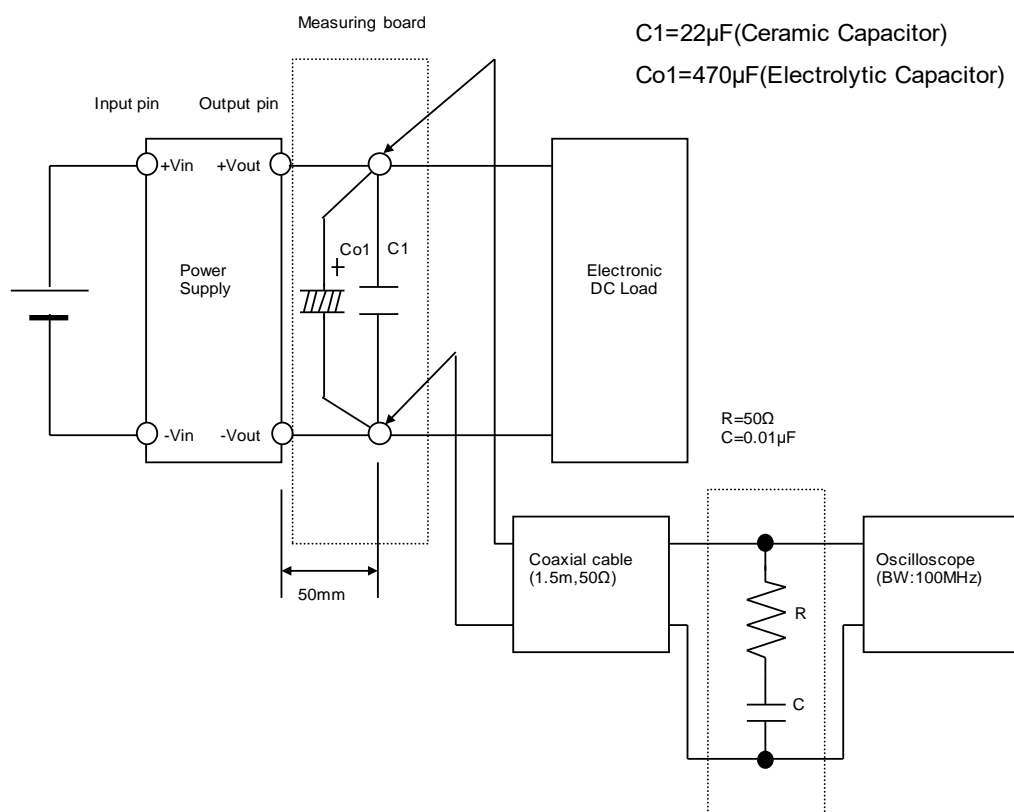 Measuring board
C1=22µF(Ceramic Capacitor)
Co1=470µF(Electrolytic Capacitor)
Input pin
Output pin
+Vin
+Vout
Co1
C1
+
Power
Supply
Electronic
DC Load
-Vin
-Vout
R=50Ω
C=0.01µF
50mm
Coaxial cable
(1.5m,50Ω)
R
C
Oscilloscope
(BW:100MHz)